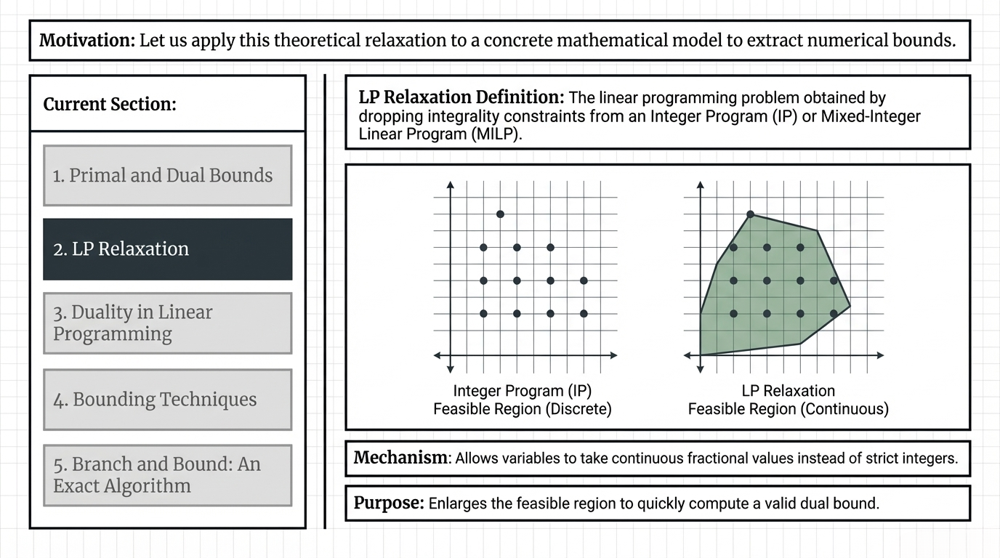 Motivation: Let us apply this theoretical relaxation to a concrete mathematical model to extract numerical bounds.
Current Section:
1. Primal and Dual Bounds
2. LP Relaxation
3. Duality in Linear
Programming
4. Bounding Techniques
5. Branch and Bound: An
Exact Algorithm
LP Relaxation Definition: The linear programming problem obtained by
dropping integrality constraints from an Integer Program (IP) or Mixed-Integer
Linear Program (MILP).
Integer Program (IP)
Feasible Region (Discrete)
LP Relaxation
Feasible Region (Continuous)
Mechanism: Allows variables to take continuous fractional values instead of strict integers.
Purpose: Enlarges the feasible region to quickly compute a valid dual bound.